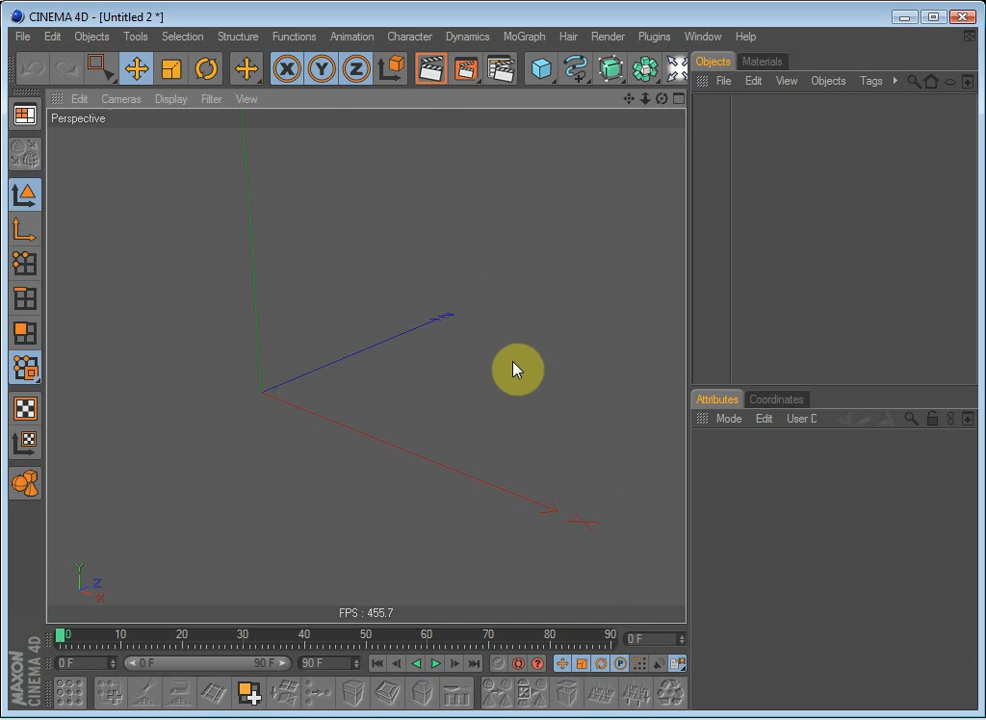 CINEMA 4D - [Untitled 2 *]
File Edit Objects Tools Selection Structure Functions Animation Character Dynamics MoGraph Hair Render Plugins Window Help
X Y Z
Objects Materials
File Edit View Objects Tags
Edit Cameras Display Filter View
Perspective
Attributes Coordinates
Mode Edit User D
X
Y
Z
X
FPS : 455.7
0 10 20 30 40 50 60 70 80 90 0 F
0 F 0 F 90 F 90 F
MAXON
CINEMA 4D